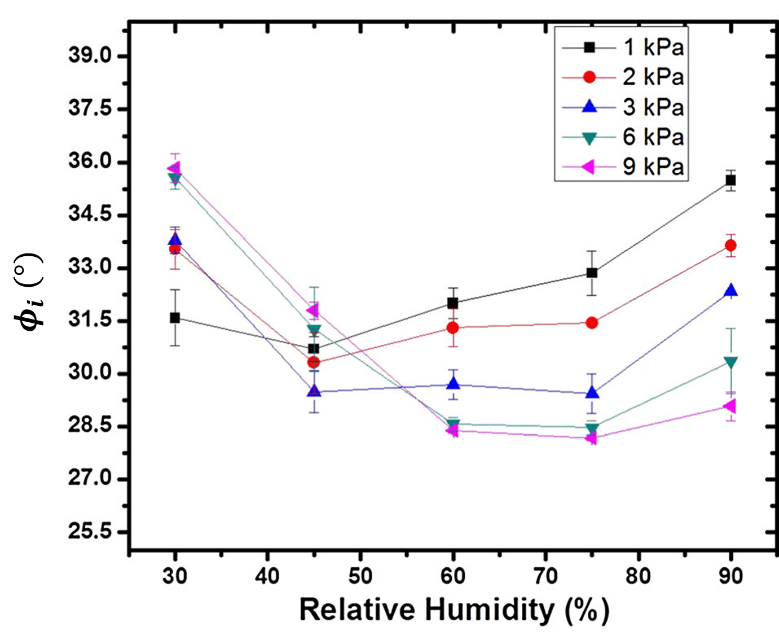 1 kPa
2 kPa
3 kPa
6 kPa
9 kPa
39.0
37.5
36.0
34.5
33.0
31.5
30.0
28.5
27.0
25.5
ϕi (°)
30 40 50 60 70 80 90
Relative Humidity (%)